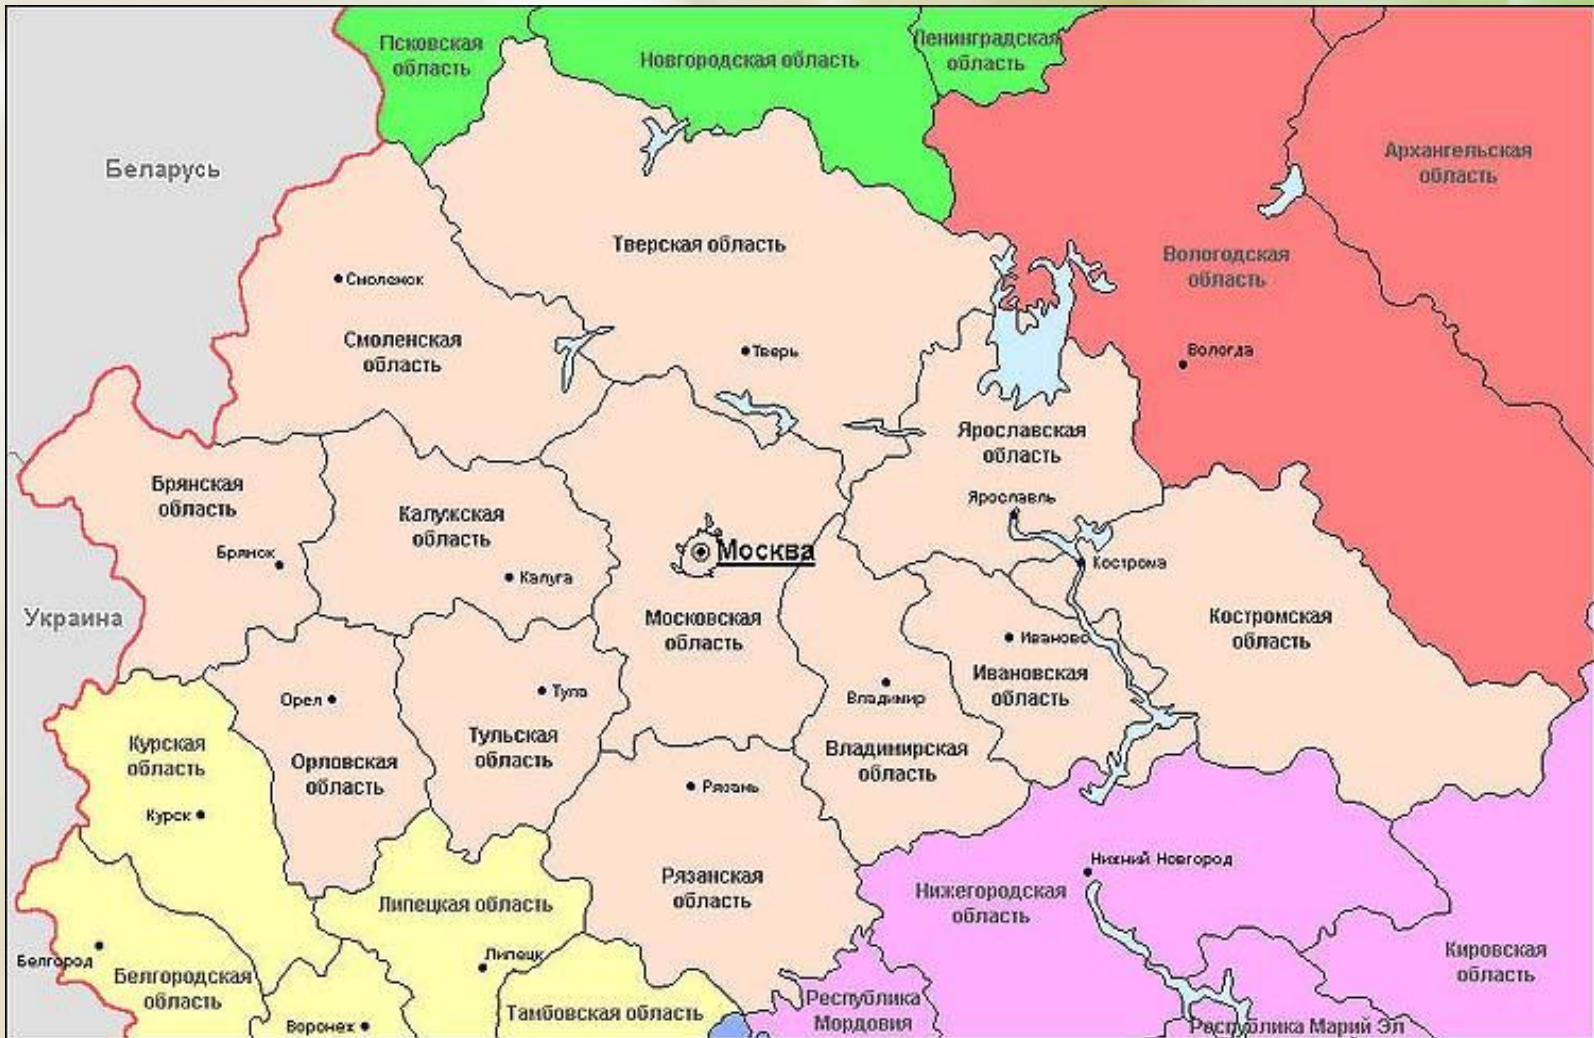 Псковская
область
Новгородская область
Ленинградская
область
Беларусь
Архангельская
область
Тверская область
Вологодская
область
Смоленск
Смоленская
область
Тверь
Вологда
Ярославская
область
Брянская
область
Ярославль
Калужская
область
Москва
Брянск
Калуга
Кострома
Украина
Московская
область
Костромская
область
Иваново
Ивановская
область
Орел
Тула
Владимир
Курская
область
Тульская
область
Орловская
область
Владимирская
область
Рязань
Курск
Нижний Новгород
Рязанская
область
Нижегородская
область
Липецкая область
Белгород
Липецк
Кировская
область
Белгородская
область
Тамбовская область
Республика
Мордовия
Воронеж
Республика Марий Эл